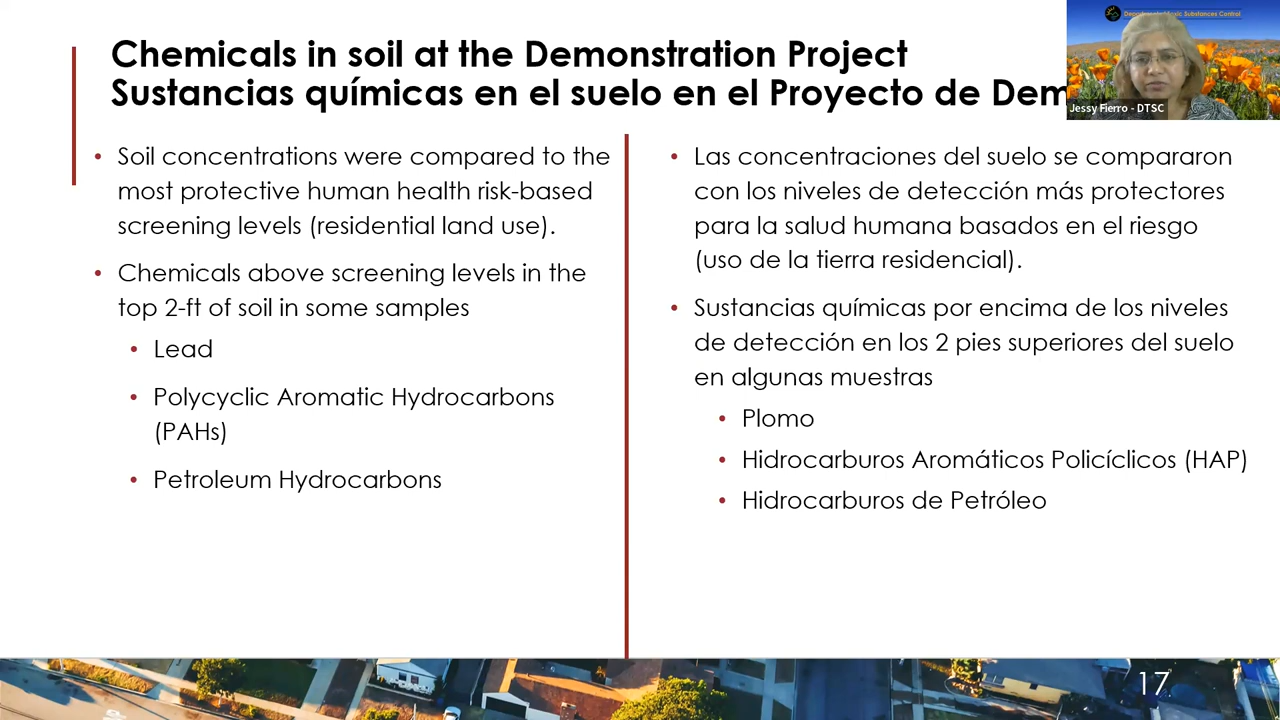 Chemicals in soil at the Demonstration Project
Sustancias químicas en el suelo en el Proyecto de Dem
Jessy Fierro - DTSC
• Soil concentrations were compared to the
most protective human health risk-based
screening levels (residential land use).
• Chemicals above screening levels in the
top 2-ft of soil in some samples
• Lead
• Polycyclic Aromatic Hydrocarbons
(PAHs)
• Petroleum Hydrocarbons
• Las concentraciones del suelo se compararon
con los niveles de detección más protectores
para la salud humana basados en el riesgo
(uso de la tierra residencial).
• Sustancias químicas por encima de los niveles
de detección en los 2 pies superiores del suelo
en algunas muestras
• Plomo
• Hidrocarburos Aromáticos Policíclicos (HAP)
• Hidrocarburos de Petróleo
17